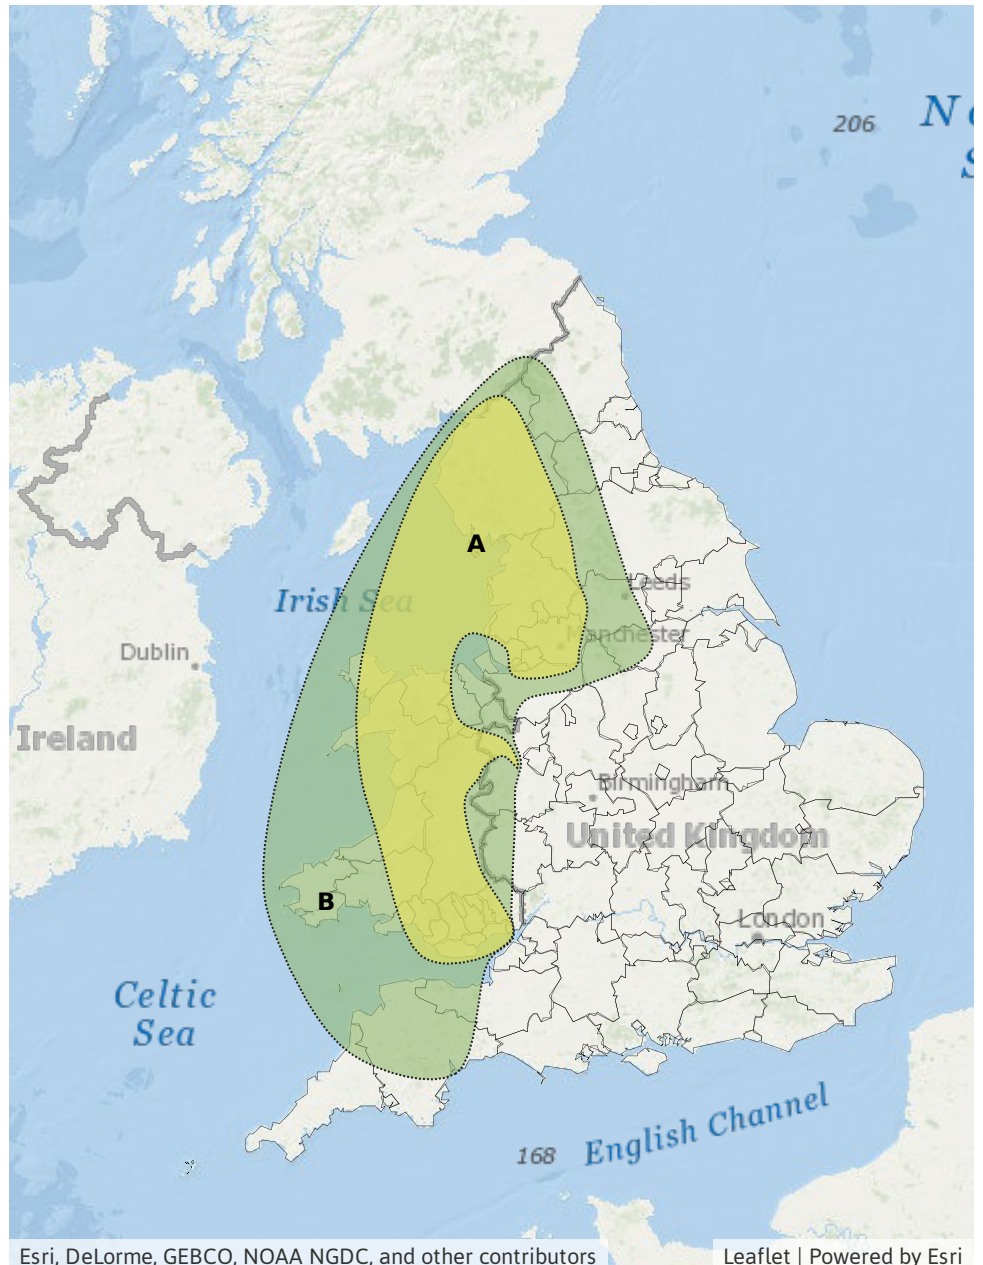 206
N
S
A
Irish Sea
Leeds
Manchester
Dublin
Ireland
Birmingham
United Kingdom
B
London
Celtic
Sea
English Channel
168
Esri, DeLorme, GEBCO, NOAA NGDC, and other contributors
Leaflet | Powered by Esri